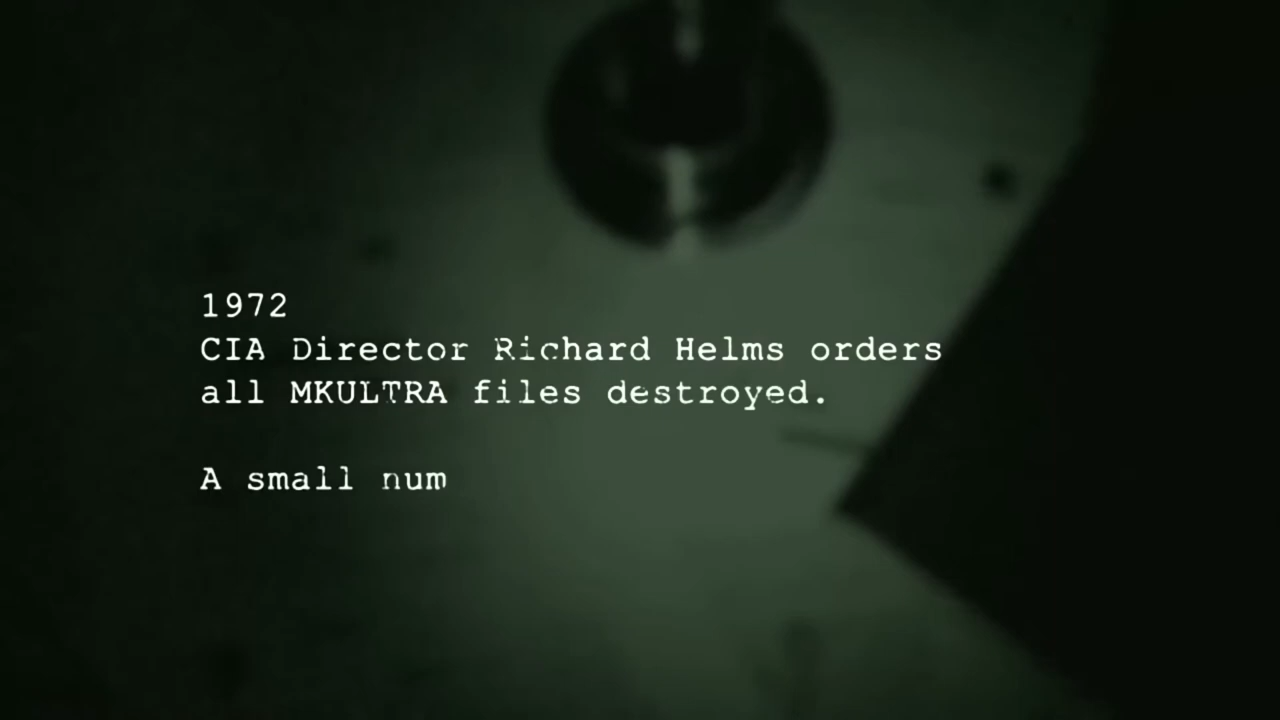 1972
CIA Director Richard Helms orders
all MKULTRA files destroyed.
A small num